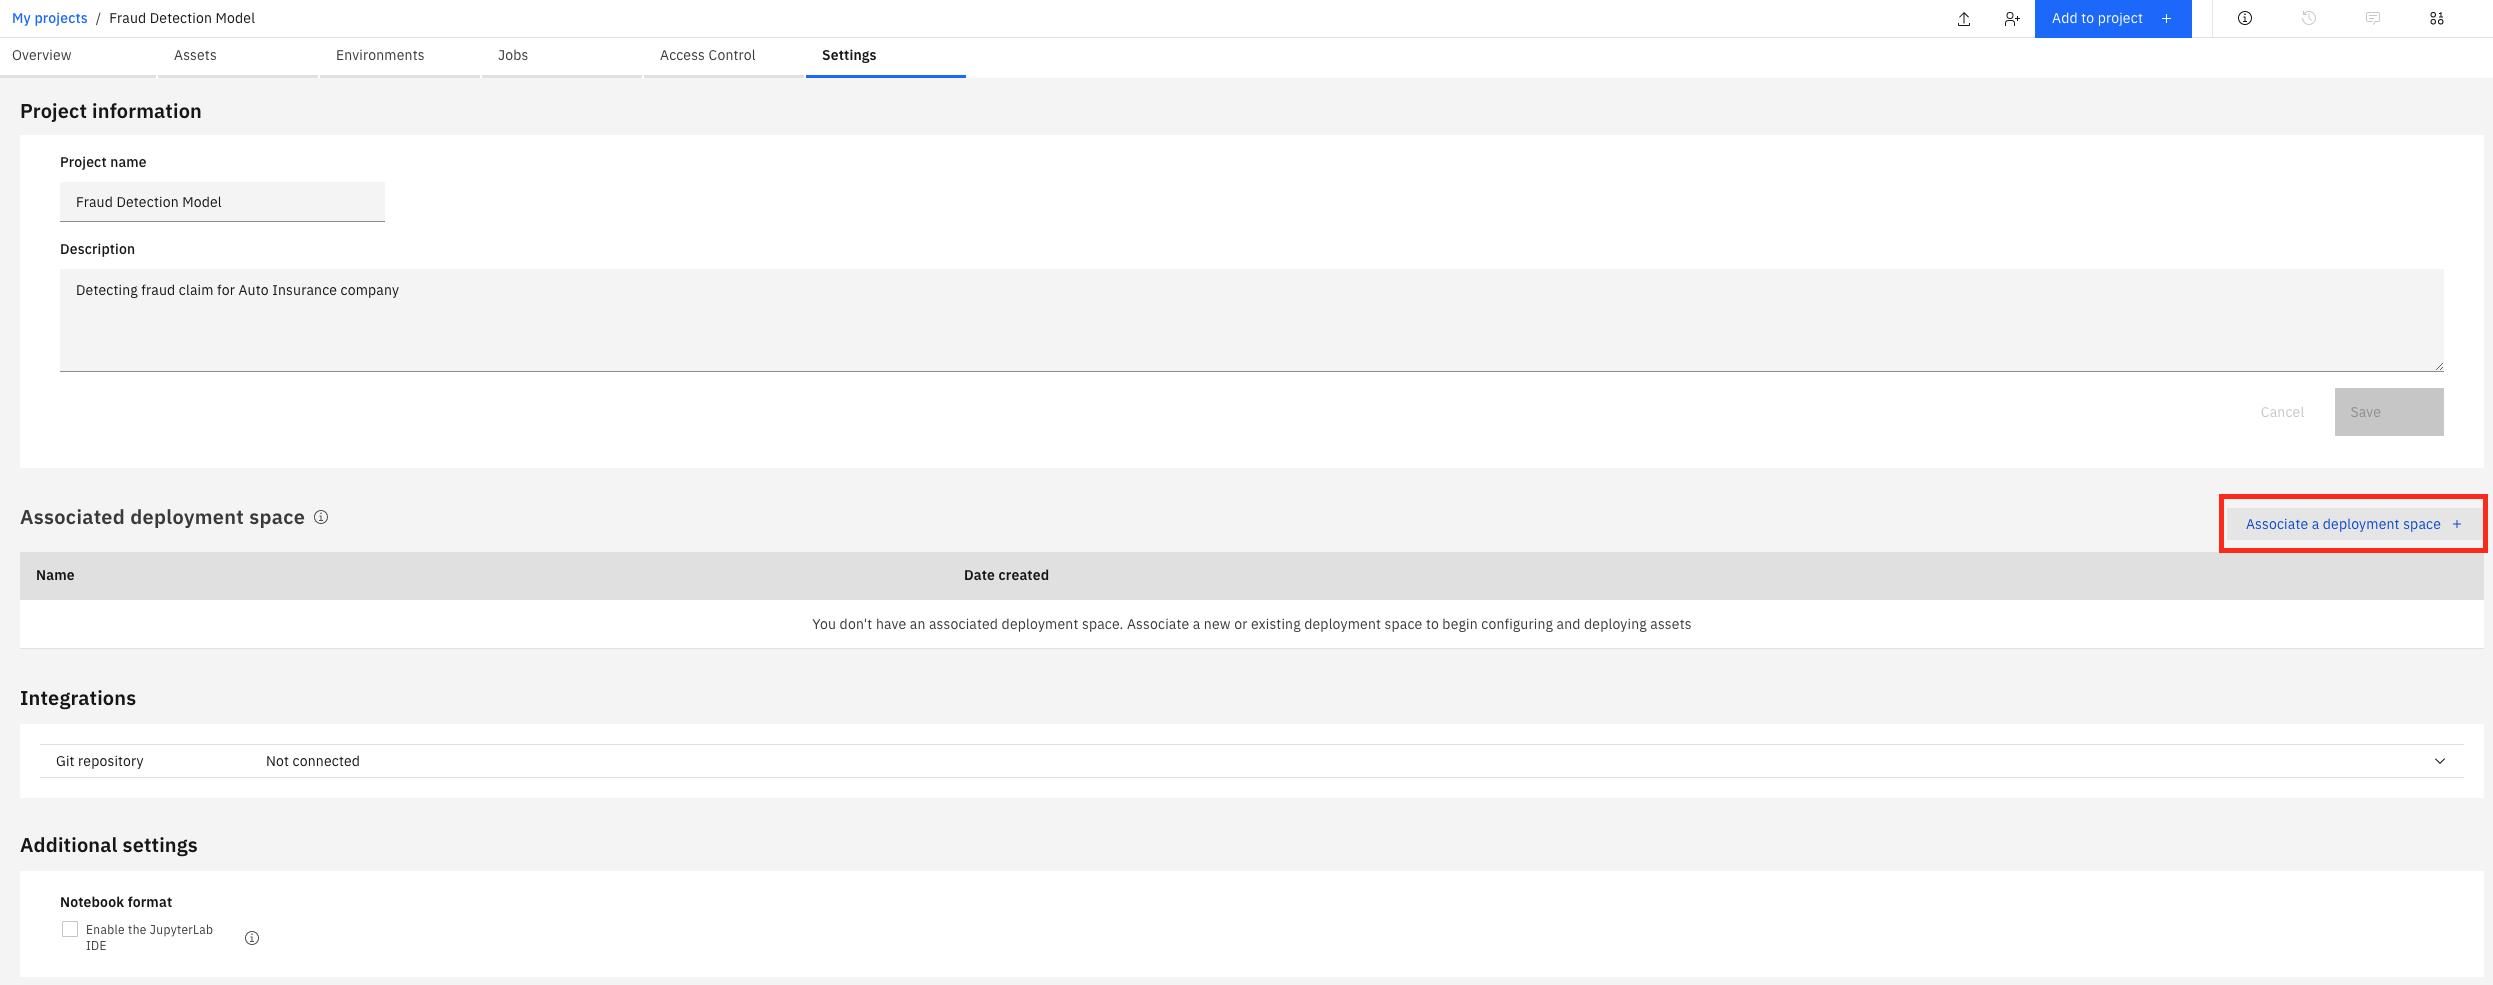 My projects / Fraud Detection Model
Add to project +
Overview
Assets
Environments
Jobs
Access Control
Settings
Project information
Project name
Fraud Detection Model
Description
Detecting fraud claim for Auto Insurance company
Cancel
Save
Associated deployment space
Associate a deployment space +
Name
Date created
You don't have an associated deployment space. Associate a new or existing deployment space to begin configuring and deploying assets
Integrations
Git repository
Not connected
Additional settings
Notebook format
Enable the JupyterLab
IDE